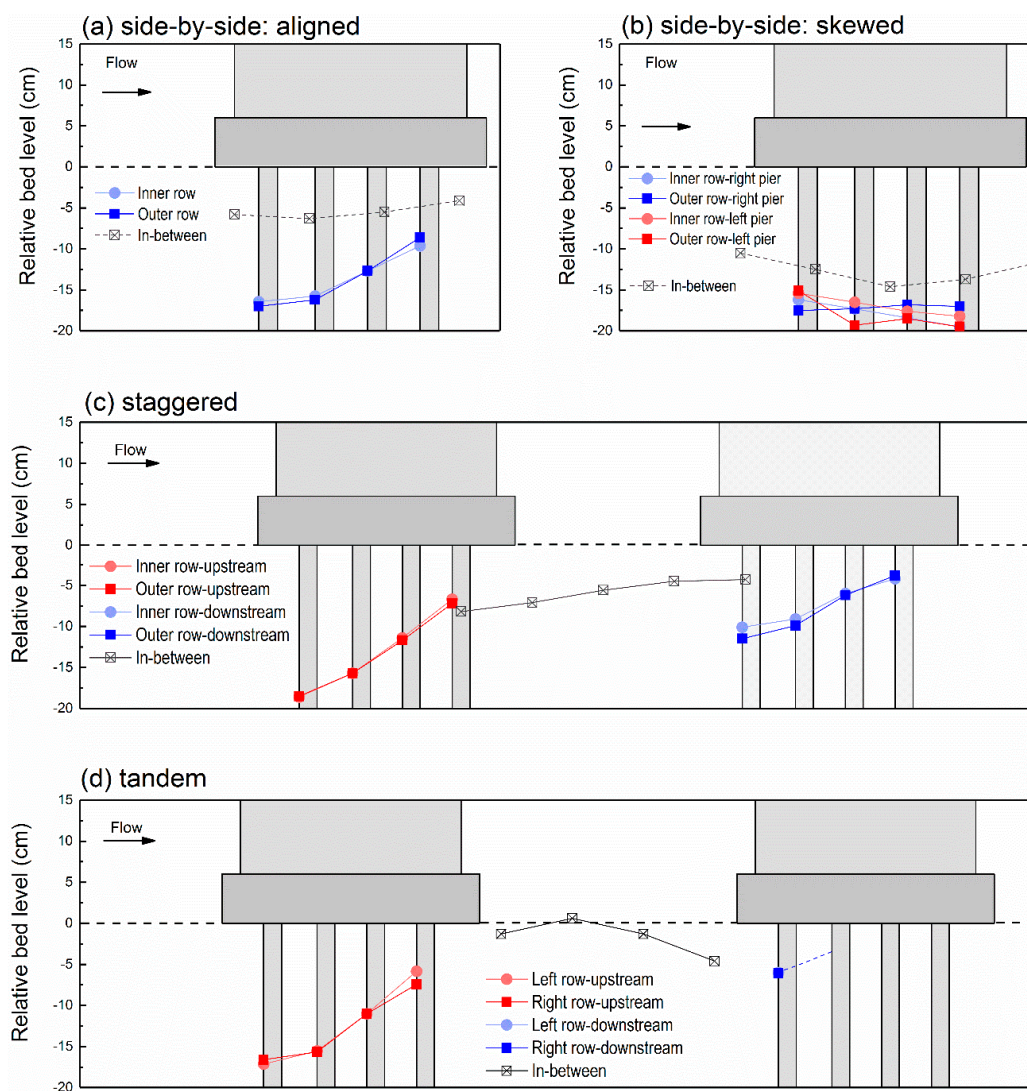 (a) side-by-side: aligned
Relative bed level (cm)
15
10
5
0
-5
-10
-15
-20
Flow
Inner row
Outer row
In-between
(b) side-by-side: skewed
Relative bed level (cm)
15
10
5
0
-5
-10
-15
-20
Flow
Inner row-right pier
Outer row-right pier
Inner row-left pier
Outer row-left pier
In-between
(c) staggered
Relative bed level (cm)
15
10
5
0
-5
-10
-15
-20
Flow
Inner row-upstream
Outer row-upstream
Inner row-downstream
Outer row-downstream
In-between
(d) tandem
Relative bed level (cm)
15
10
5
0
-5
-10
-15
-20
Flow
Left row-upstream
Right row-upstream
Left row-downstream
Right row-downstream
In-between